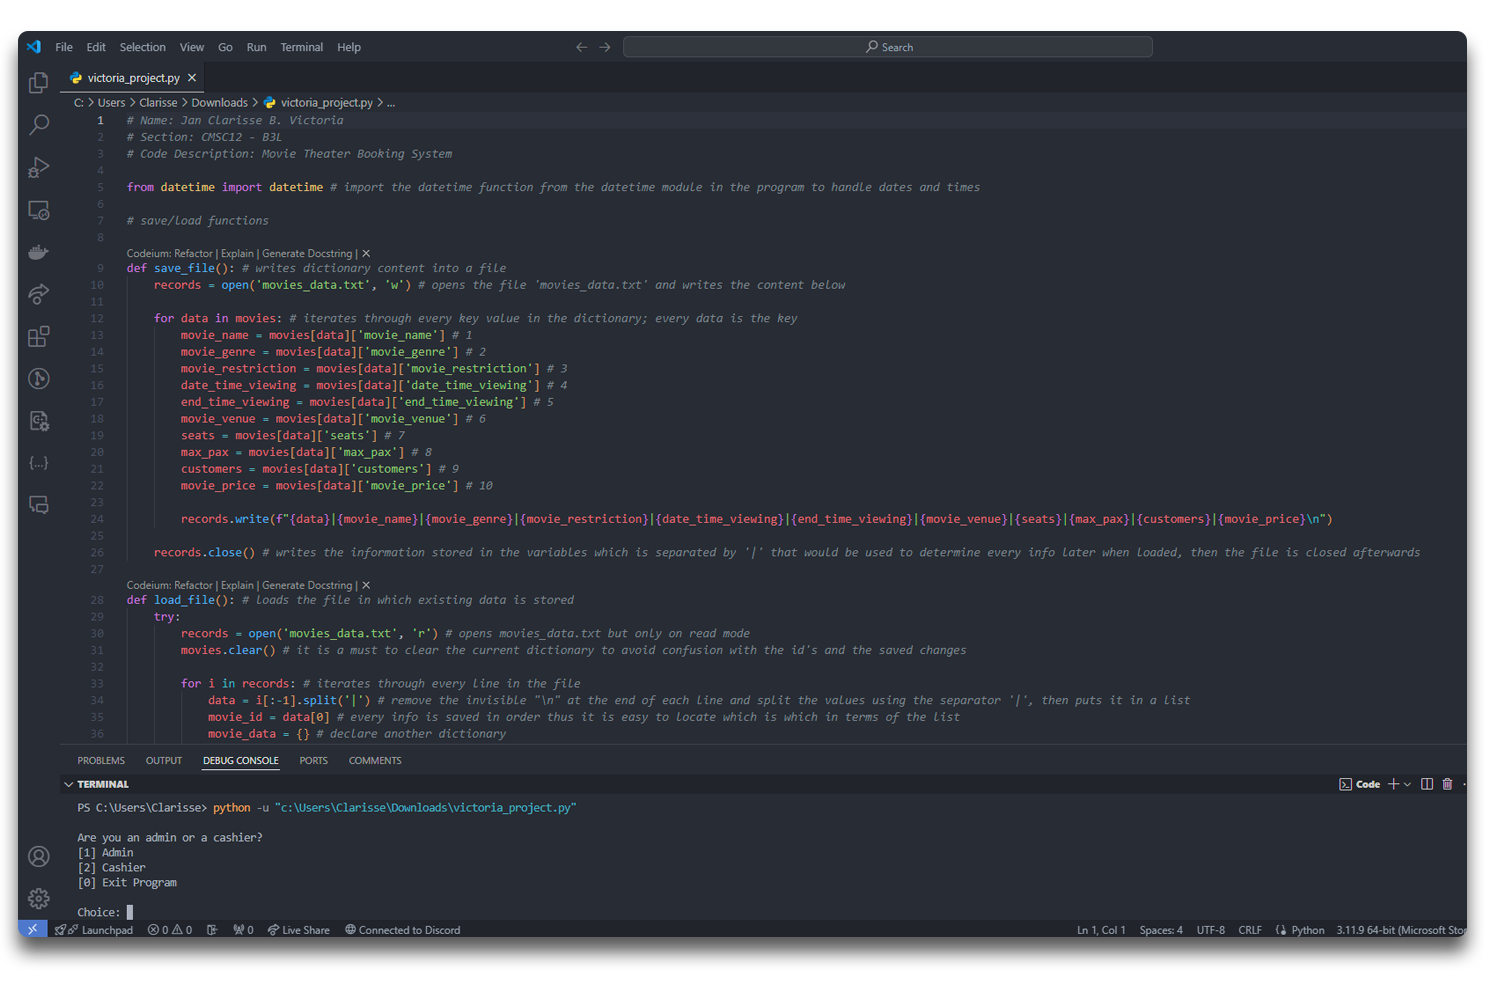 File Edit Selection View Go Run Terminal Help
Search
victoria_project.py
C: > Users > Clarisse > Downloads > victoria_project.py > ...
1 # Name: Jan Clarisse B. Victoria
2 # Section: CMSC12 - B3L
3 # Code Description: Movie Theater Booking System
4
5 from datetime import datetime # import the datetime function from the datetime module in the program to handle dates and times
6
7 # save/load functions
8
Codeium: Refactor | Explain | Generate Docstring | X
9 def save_file(): # writes dictionary content into a file
10 records = open('movies_data.txt', 'w') # opens the file 'movies_data.txt' and writes the content below
11
12 for data in movies: # iterates through every key value in the dictionary; every data is the key
13 movie_name = movies[data]['movie_name'] # 1
14 movie_genre = movies[data]['movie_genre'] # 2
15 movie_restriction = movies[data]['movie_restriction'] # 3
16 date_time_viewing = movies[data]['date_time_viewing'] # 4
17 end_time_viewing = movies[data]['end_time_viewing'] # 5
18 movie_venue = movies[data]['movie_venue'] # 6
19 seats = movies[data]['seats'] # 7
20 max_pax = movies[data]['max_pax'] # 8
21 customers = movies[data]['customers'] # 9
22 movie_price = movies[data]['movie_price'] # 10
23
24 records.write(f"{data}|{movie_name}|{movie_genre}|{movie_restriction}|{date_time_viewing}|{end_time_viewing}|{movie_venue}|{seats}|{max_pax}|{customers}|{movie_price}\n")
25
26 records.close() # writes the information stored in the variables which is separated by '|' that would be used to determine every info later when loaded, then the file is closed afterwards
27
Codeium: Refactor | Explain | Generate Docstring | X
28 def load_file(): # loads the file in which existing data is stored
29 try:
30 records = open('movies_data.txt', 'r') # opens movies_data.txt but only on read mode
31 movies.clear() # it is a must to clear the current dictionary to avoid confusion with the id's and the saved changes
32
33 for i in records: # iterates through every line in the file
34 data = i[:-1].split('|') # remove the invisible "\n" at the end of each line and split the values using the separator '|', then puts it in a list
35 movie_id = data[0] # every info is saved in order thus it is easy to locate which is which in terms of the list
36 movie_data = {} # declare another dictionary
PROBLEMS OUTPUT DEBUG CONSOLE PORTS COMMENTS
TERMINAL Code
PS C:\Users\Clarisse> python -u "c:\Users\Clarisse\Downloads\victoria_project.py"
Are you an admin or a cashier?
[1] Admin
[2] Cashier
[0] Exit Program
Choice:
Launchpad 0 0 0 Live Share Connected to Discord Ln 1, Col 1 Spaces: 4 UTF-8 CRLF Python 3.11.9 64-bit (Microsoft Stor